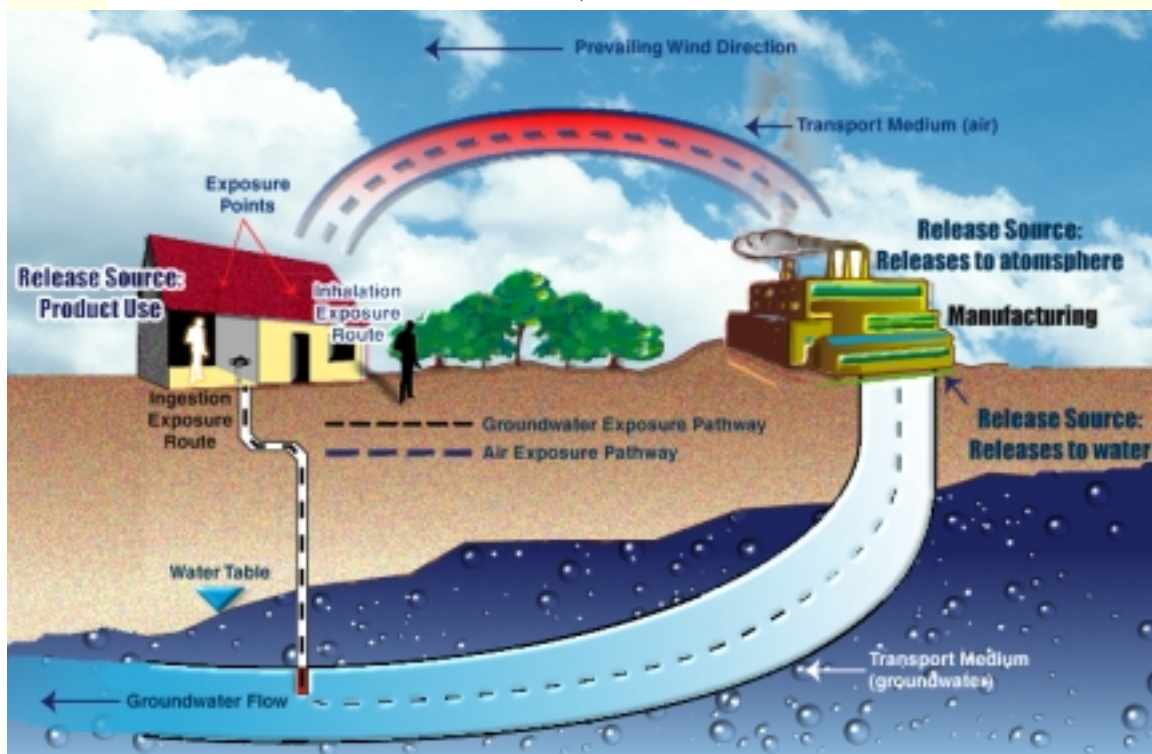 Prevailing Wind Direction
Transport Medium (air)
Exposure
Points
Release Source:
Releases to atomsphere
Release Source:
Product Use
Inhalation
Exposure
Route
Manufacturing
Ingestion
Exposure
Route
Groundwater Exposure Pathway
Air Exposure Pathway
Release Source:
Releases to water
Water Table
Transport Medium
(groundwater)
Groundwater Flow